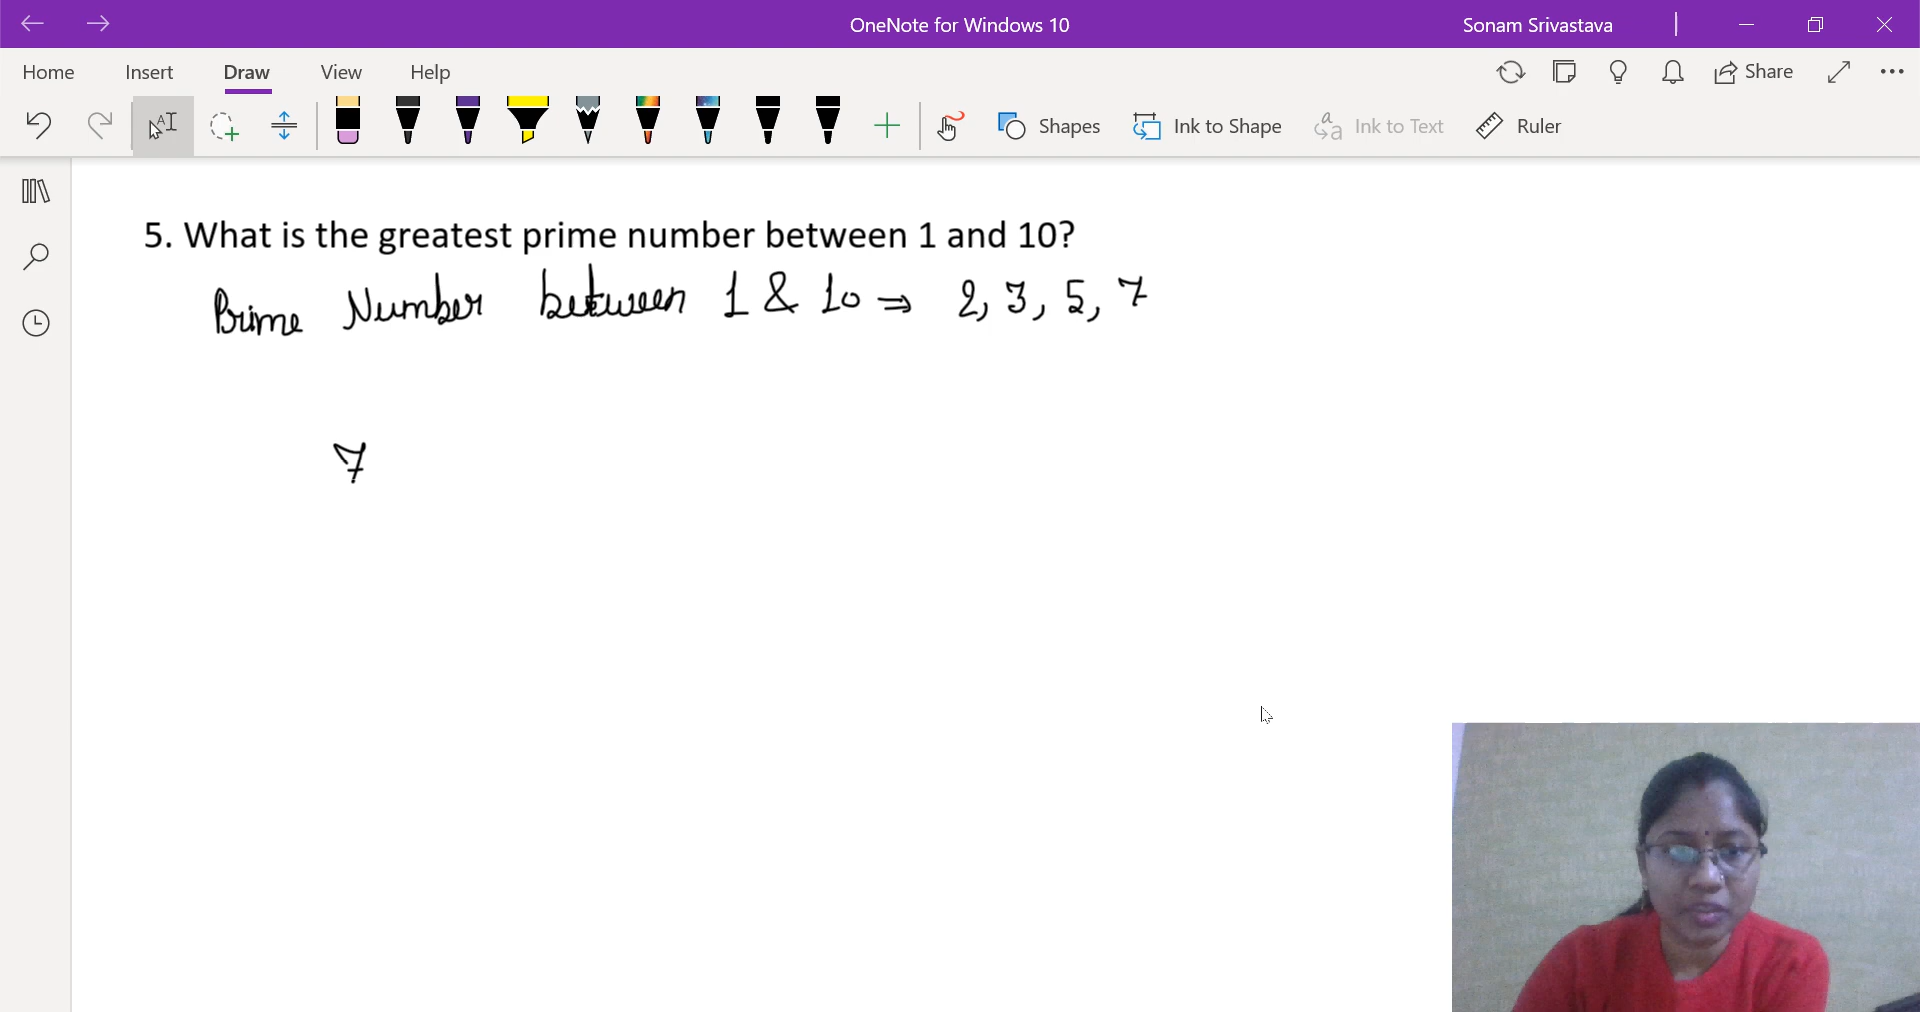 OneNote for Windows 10
Sonam Srivastava
Home Insert Draw View Help
Share
Shapes Ink to Shape Ink to Text Ruler
5. What is the greatest prime number between 1 and 10?
Prime Number between 1 & 10 ⇒ 2, 3, 5, 7
7